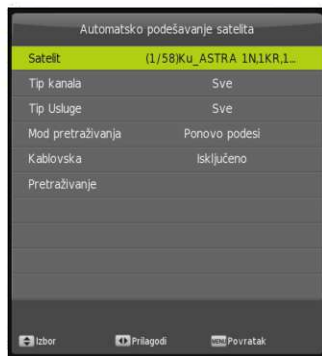 Automatsko podešavanje satelita
Satelit (1/58)Ku_ASTRA 1N,1KR,1...
Tip kanala Sve
Tip Usluge Sve
Mod pretraživanja Ponovo podesi
Kablovska Isključeno
Pretraživanje
Izbor Prilagodi MENU Povratak